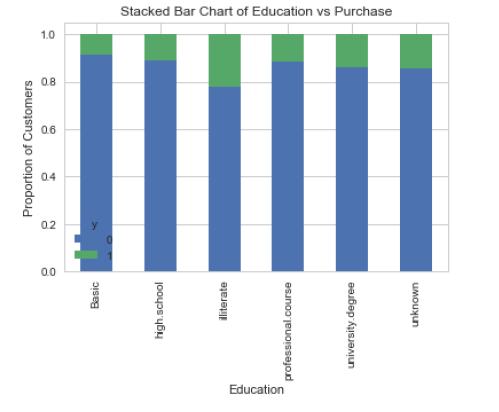 Stacked Bar Chart of Education vs Purchase
1.0
0.8
0.6
0.4
0.2
0.0
Proportion of Customers
y
0
1
Basic
high.school
illiterate
professional.course
university.degree
unknown
Education